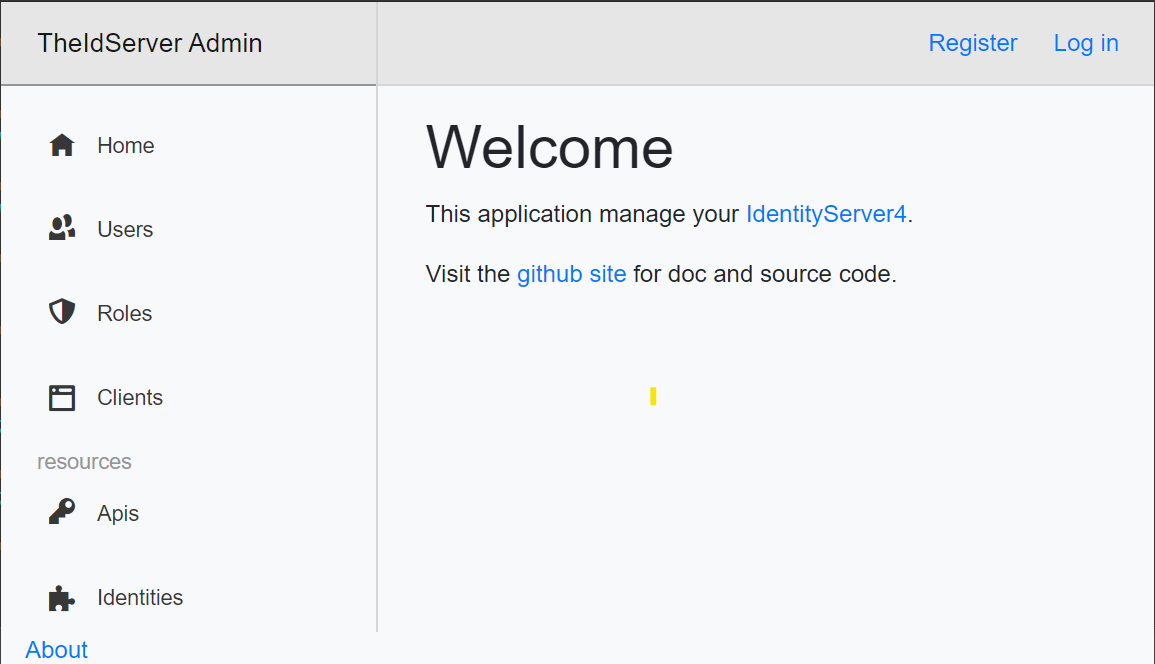 TheIdServer Admin
Register Log in
Home
Users
Roles
Clients
resources
Apis
Identities
About
Welcome
This application manage your IdentityServer4.
Visit the github site for doc and source code.